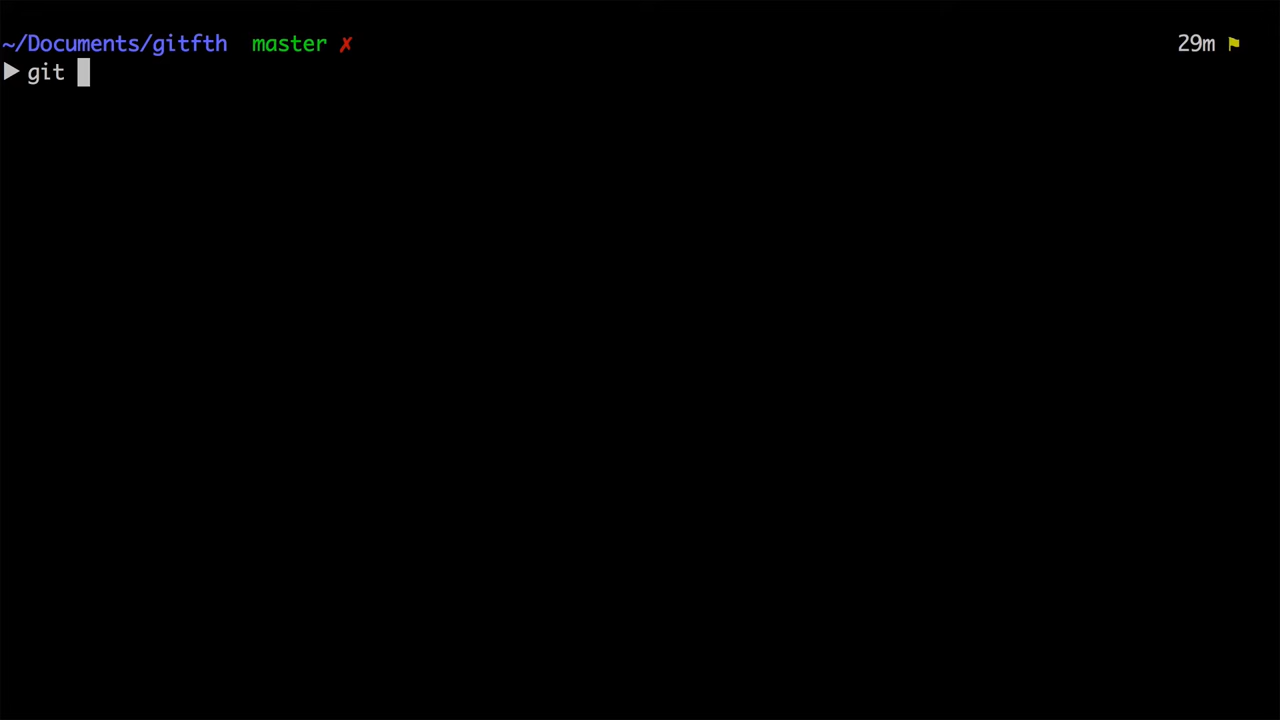 ~/Documents/gitfth master ✗ 29m ⚑
▶ git